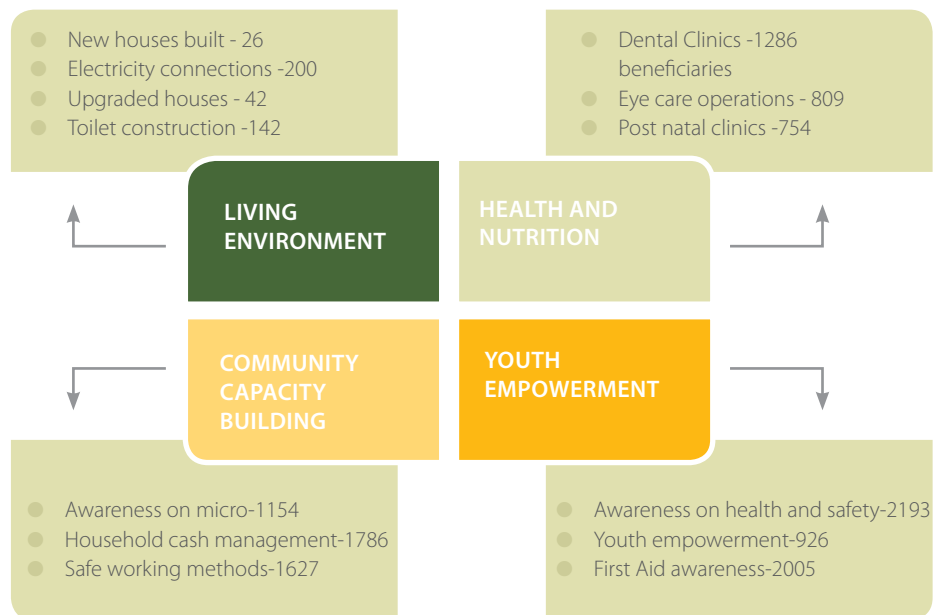 New houses built - 26
Electricity connections -200
Upgraded houses - 42
Toilet construction -142
Dental Clinics -1286
beneficiaries
Eye care operations - 809
Post natal clinics -754
LIVING
ENVIRONMENT
HEALTH AND
NUTRITION
COMMUNITY
CAPACITY
BUILDING
YOUTH
EMPOWERMENT
Awareness on micro-1154
Household cash management-1786
Safe working methods-1627
Awareness on health and safety-2193
Youth empowerment-926
First Aid awareness-2005